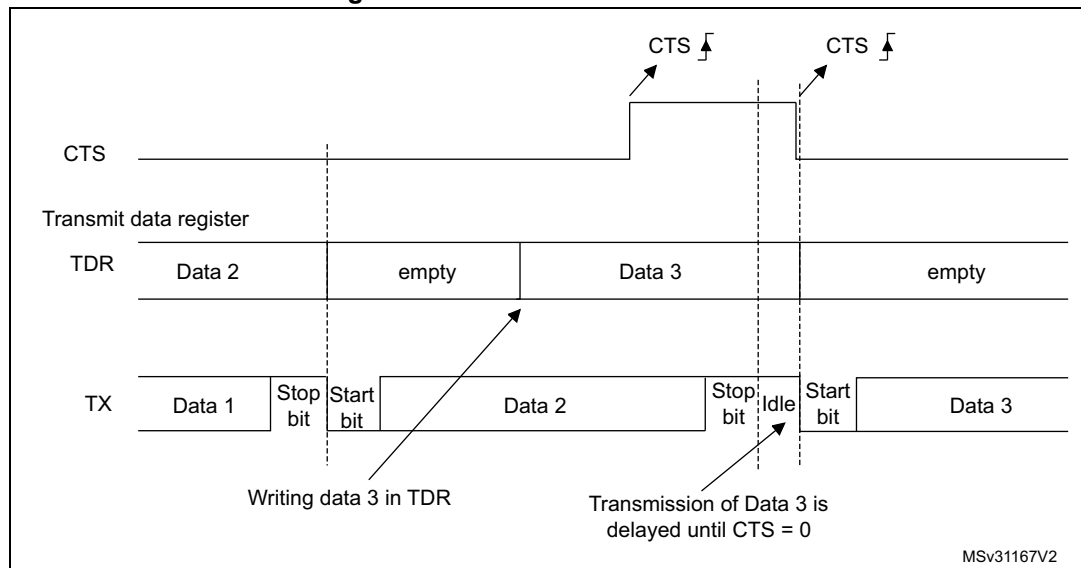 CTS CTS
CTS
Transmit data register
TDR Data 2 empty Data 3 empty
TX Data 1 Stop bit Start bit Data 2 Stop bit Idle Start bit Data 3
Writing data 3 in TDR
Transmission of Data 3 is
delayed until CTS = 0
MSv31167V2